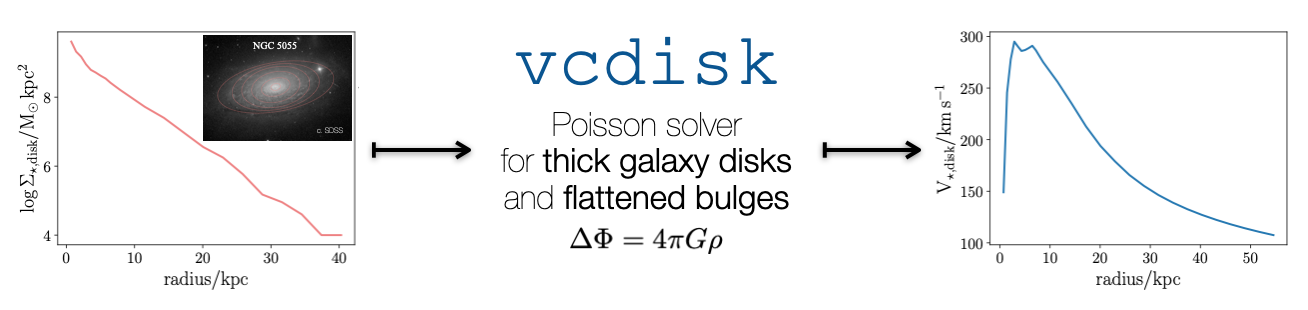 log Σ⋆,disk/M⊙ kpc²
8
6
4
0
10
20
30
40
radius/kpc
NGC 5055
c. SDSS
vcdisk
Poisson solver
for thick galaxy disks
and flattened bulges
ΔΦ = 4πGρ
V⋆,disk/km s⁻¹
300
250
200
150
100
0
10
20
30
40
50
radius/kpc